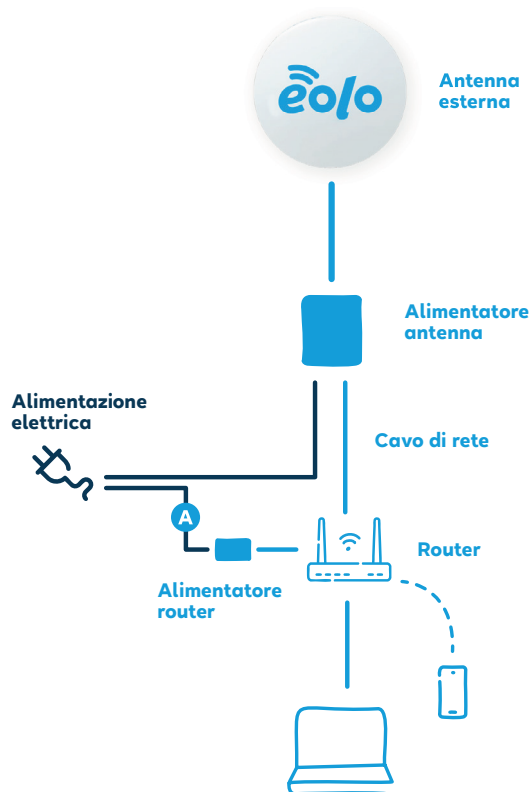 eolo
Antenna
esterna
Alimentatore
antenna
Alimentazione
elettrica
Cavo di rete
A
Router
Alimentatore
router